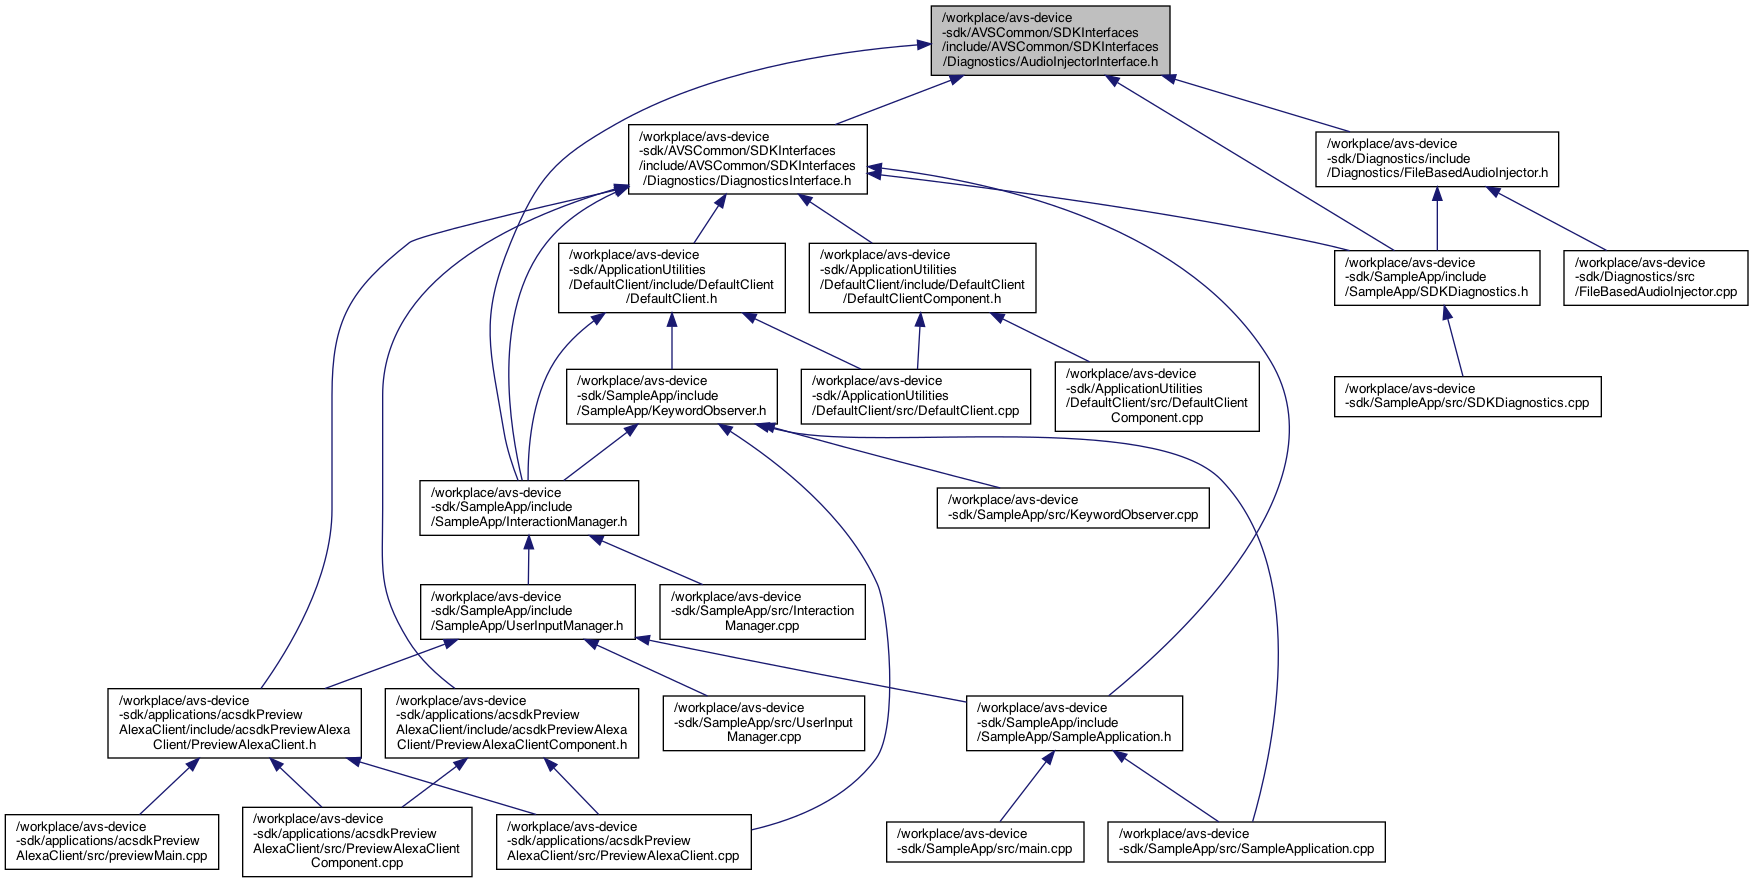 /workplace/avs-device
-sdk/AVSCommon/SDKInterfaces
/include/AVSCommon/SDKInterfaces
/Diagnostics/AudioInjectorInterface.h
/workplace/avs-device
-sdk/AVSCommon/SDKInterfaces
/include/AVSCommon/SDKInterfaces
/Diagnostics/DiagnosticsInterface.h
/workplace/avs-device
-sdk/Diagnostics/include
/Diagnostics/FileBasedAudioInjector.h
/workplace/avs-device
-sdk/ApplicationUtilities
/DefaultClient/include/DefaultClient
/DefaultClient.h
/workplace/avs-device
-sdk/ApplicationUtilities
/DefaultClient/include/DefaultClient
/DefaultClientComponent.h
/workplace/avs-device
-sdk/SampleApp/include
/SampleApp/SDKDiagnostics.h
/workplace/avs-device
-sdk/Diagnostics/src
/FileBasedAudioInjector.cpp
/workplace/avs-device
-sdk/SampleApp/include
/SampleApp/KeywordObserver.h
/workplace/avs-device
-sdk/ApplicationUtilities
/DefaultClient/src/DefaultClient.cpp
/workplace/avs-device
-sdk/ApplicationUtilities
/DefaultClient/src/DefaultClient
Component.cpp
/workplace/avs-device
-sdk/SampleApp/src/SDKDiagnostics.cpp
/workplace/avs-device
-sdk/SampleApp/include
/SampleApp/InteractionManager.h
/workplace/avs-device
-sdk/SampleApp/src/KeywordObserver.cpp
/workplace/avs-device
-sdk/SampleApp/include
/SampleApp/UserInputManager.h
/workplace/avs-device
-sdk/SampleApp/src/Interaction
Manager.cpp
/workplace/avs-device
-sdk/applications/acsdkPreview
AlexaClient/include/acsdkPreviewAlexa
Client/PreviewAlexaClient.h
/workplace/avs-device
-sdk/applications/acsdkPreview
AlexaClient/include/acsdkPreviewAlexa
Client/PreviewAlexaClientComponent.h
/workplace/avs-device
-sdk/SampleApp/src/UserInput
Manager.cpp
/workplace/avs-device
-sdk/SampleApp/include
/SampleApp/SampleApplication.h
/workplace/avs-device
-sdk/applications/acsdkPreview
AlexaClient/src/previewMain.cpp
/workplace/avs-device
-sdk/applications/acsdkPreview
AlexaClient/src/PreviewAlexaClient
Component.cpp
/workplace/avs-device
-sdk/applications/acsdkPreview
AlexaClient/src/PreviewAlexaClient.cpp
/workplace/avs-device
-sdk/SampleApp/src/main.cpp
/workplace/avs-device
-sdk/SampleApp/src/SampleApplication.cpp